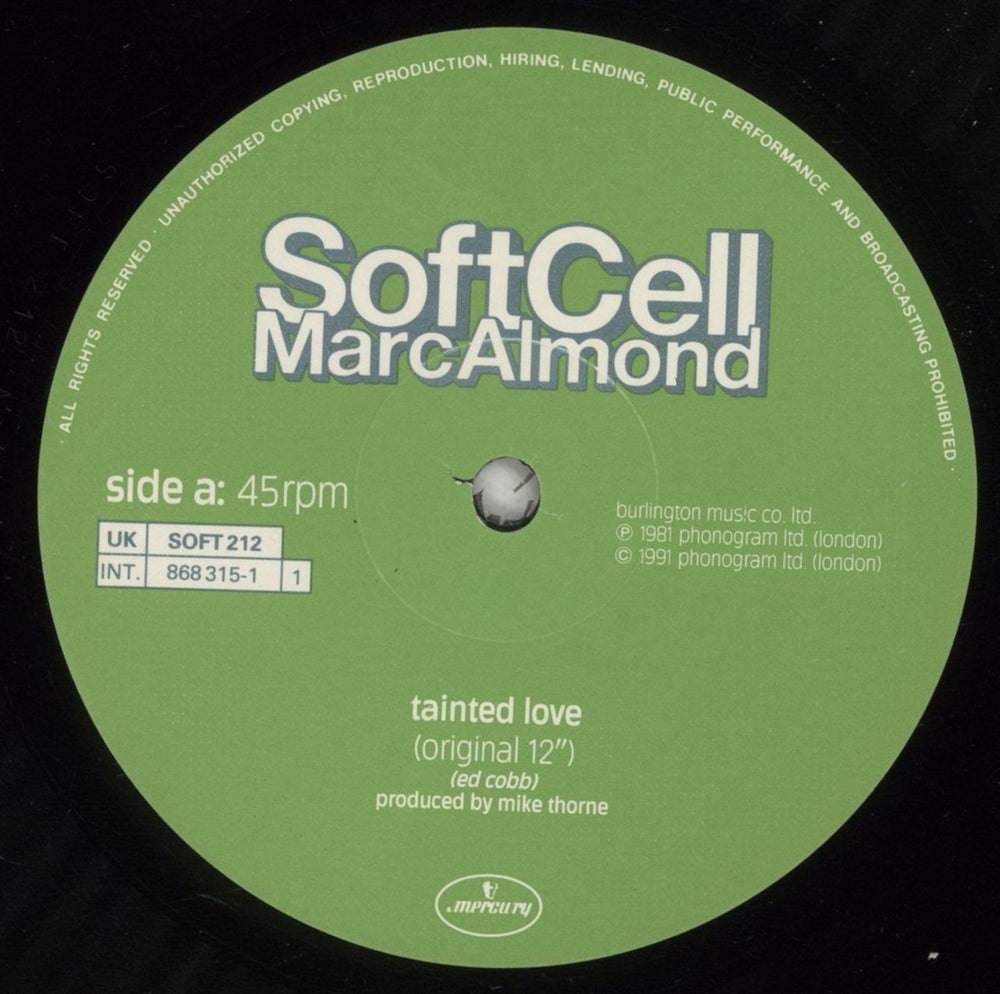 · ALL RIGHTS RESERVED · UNAUTHORIZED COPYING, REPRODUCTION, HIRING, LENDING, PUBLIC PERFORMANCE AND BROADCASTING PROHIBITED ·
SoftCell
MarcAlmond
side a: 45rpm
UK SOFT 212
INT. 868 315-1 1
burlington music co. ltd.
℗ 1981 phonogram ltd. (london)
© 1991 phonogram ltd. (london)
tainted love
(original 12")
(ed cobb)
produced by mike thorne
mercury